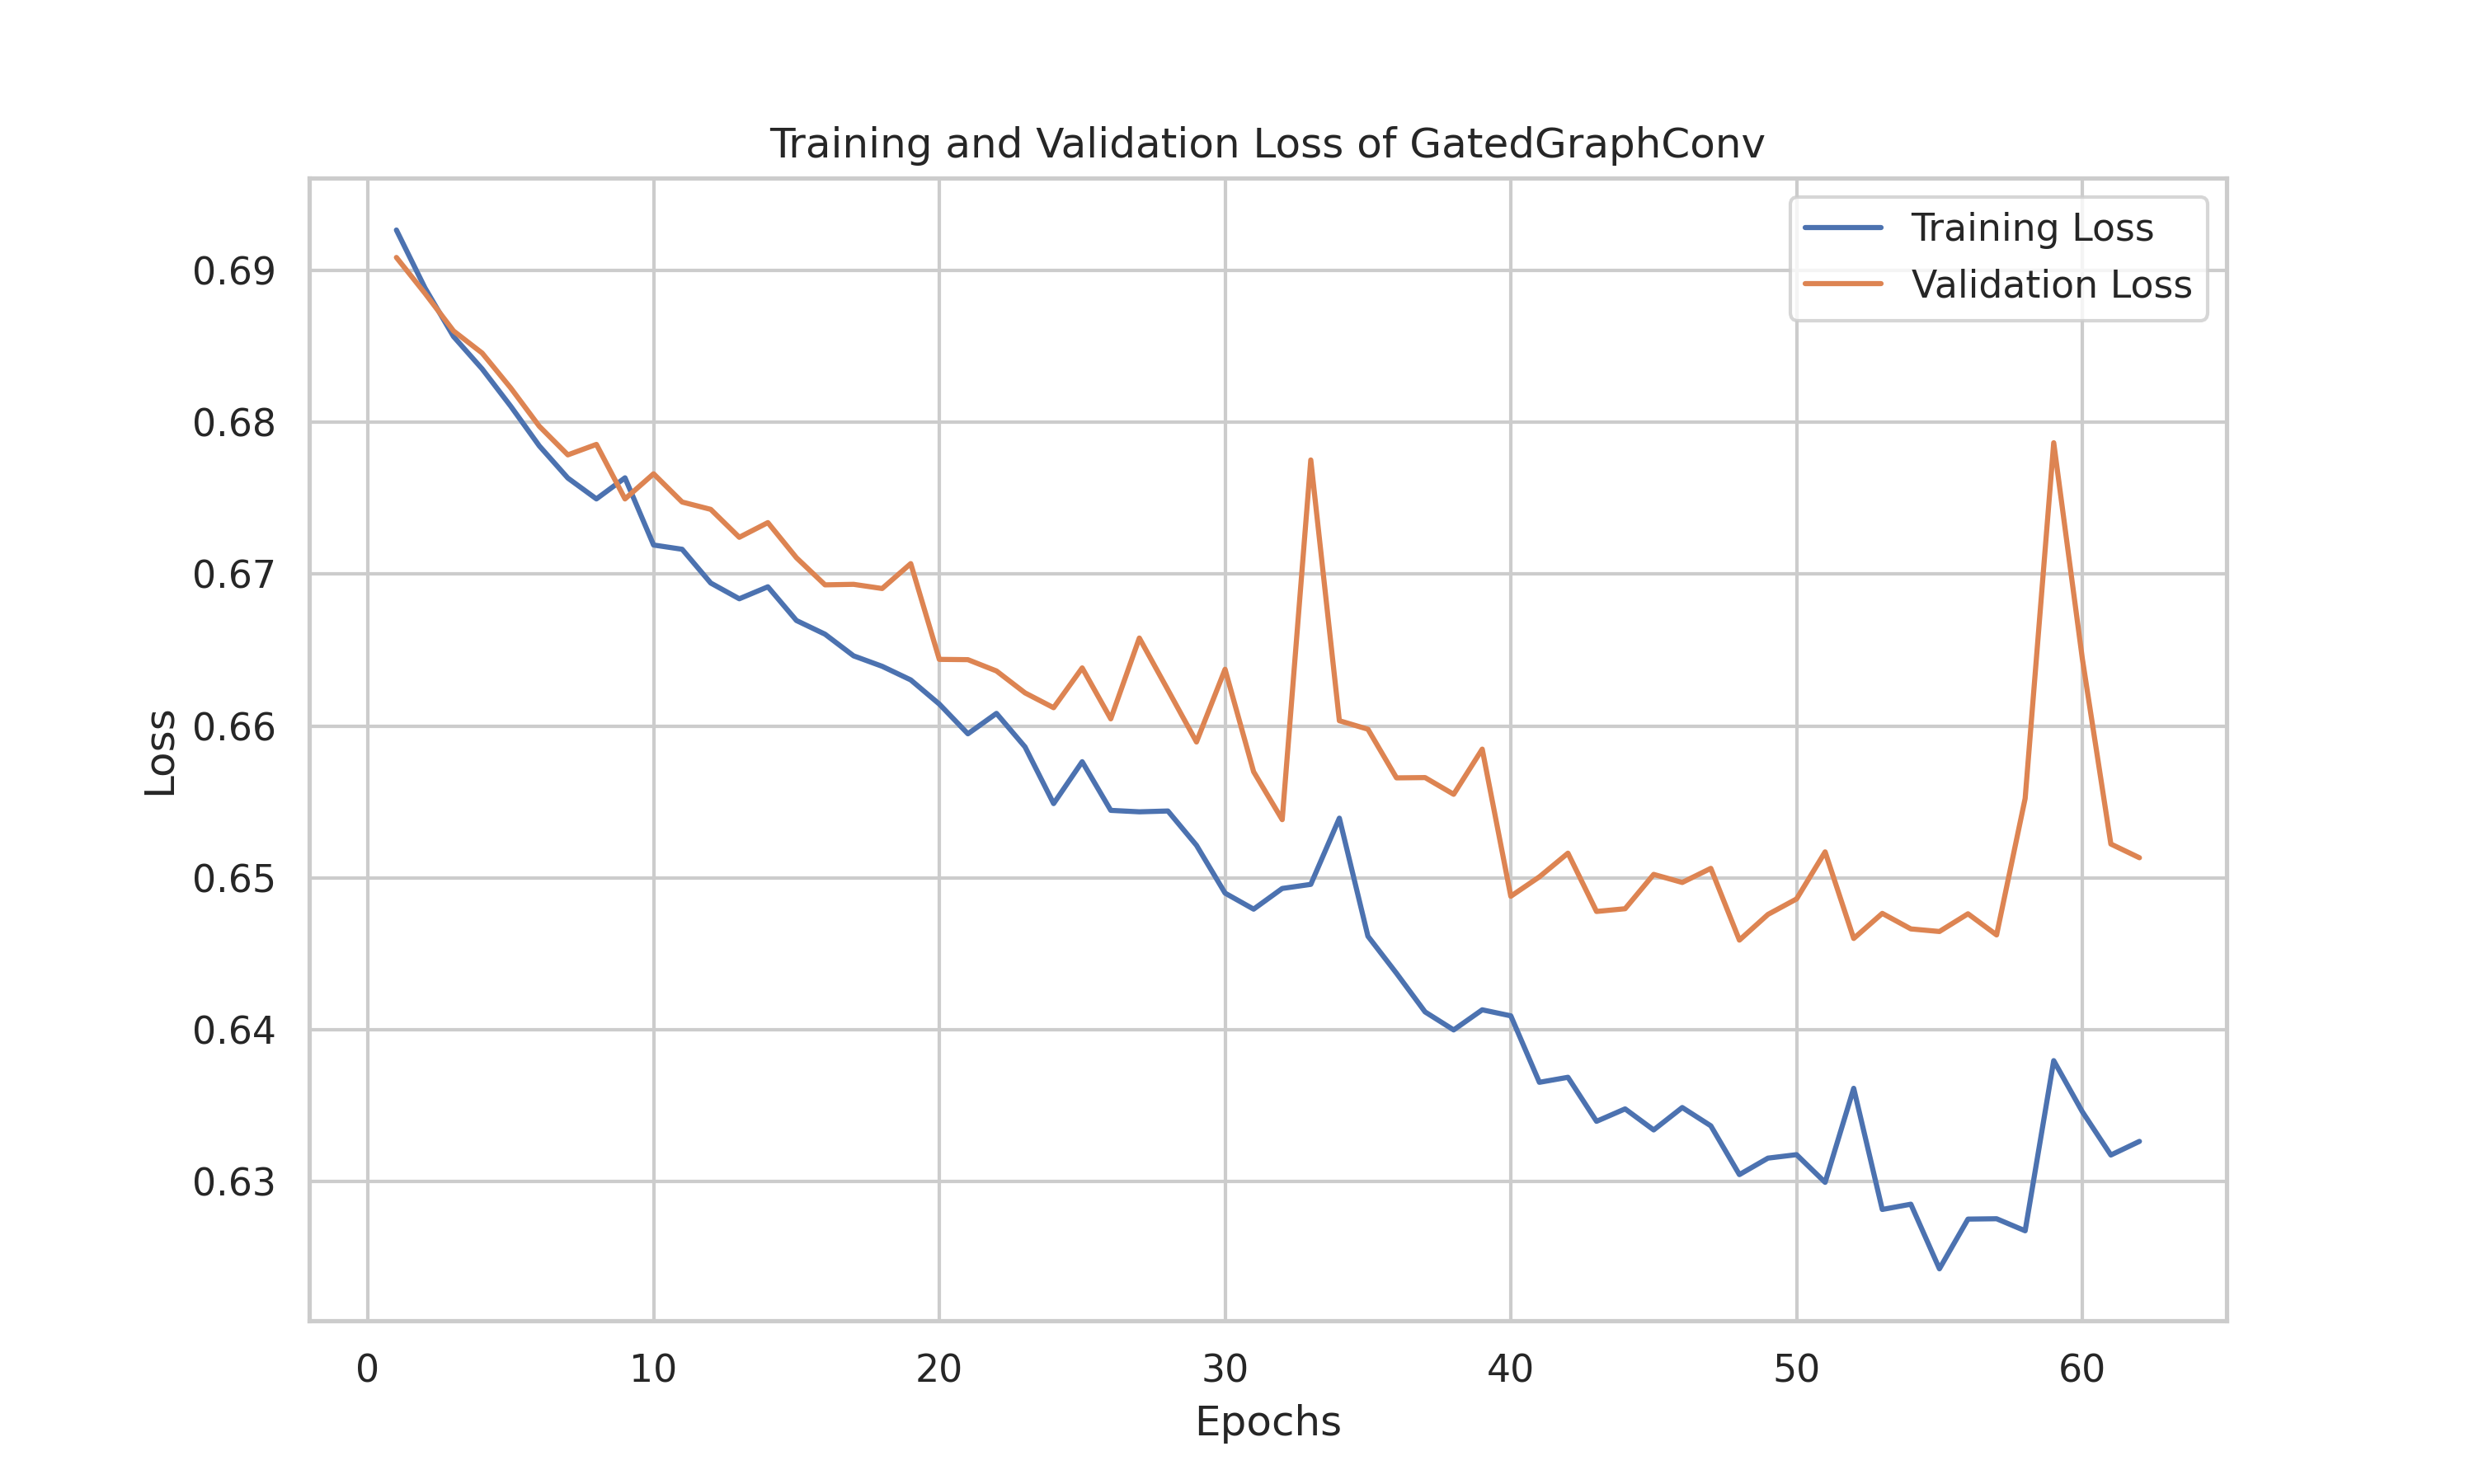 Training and Validation Loss of GatedGraphConv
Training Loss
Validation Loss
0.69
0.68
0.67
0.66
0.65
0.64
0.63
Loss
0 10 20 30 40 50 60
Epochs